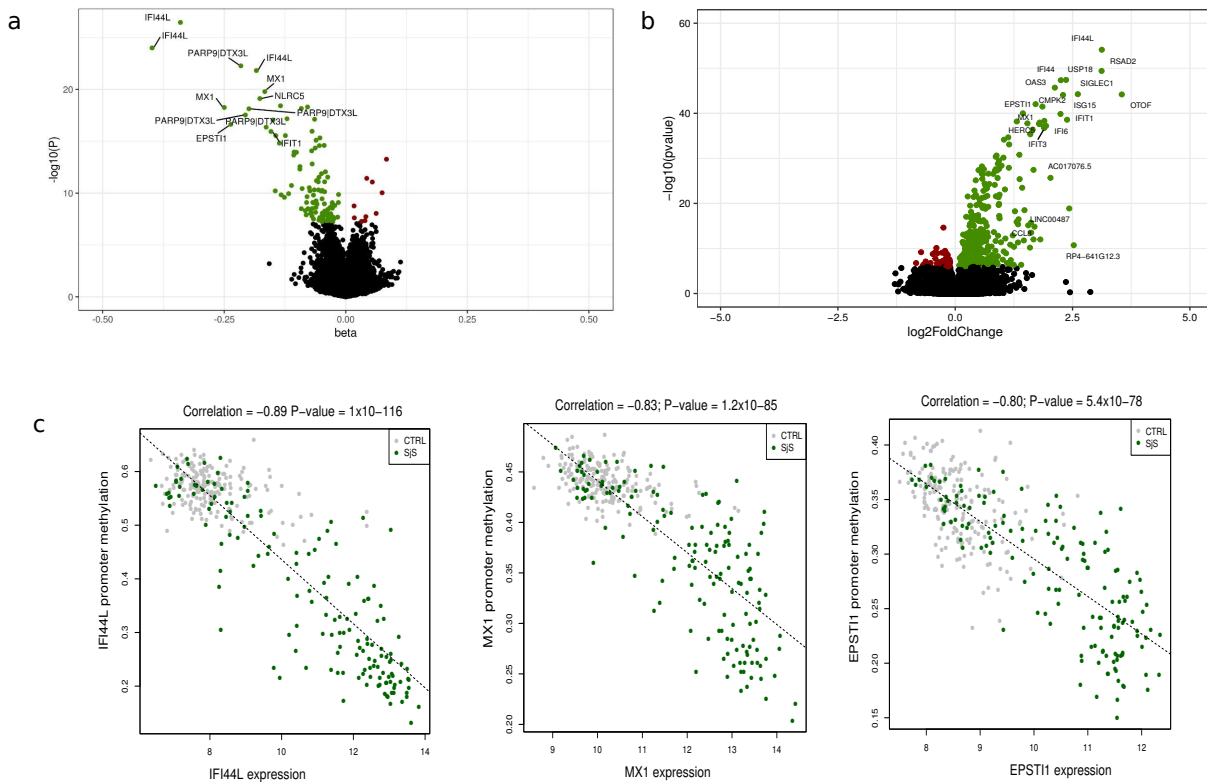 a
IFI44L
IFI44L
PARP9|DTX3L
IFI44L
MX1
MX1
NLRC5
PARP9|DTX3L
PARP9|DTX3L
PARP9|DTX3L
EPSTI1
IFIT1
20
10
0
-log10(P)
-0.50
-0.25
0.00
0.25
0.50
beta
b
IFI44L
RSAD2
IFI44
USP18
OAS3
SIGLEC1
OTOF
EPSTI1
CMPK2
ISG15
MX1
IFIT1
HERC5
IFI6
IFIT3
AC017076.5
LINC00487
CCL8
RP4−641G12.3
60
40
20
0
−log10(pvalue)
−5.0
−2.5
0.0
2.5
5.0
log2FoldChange
c
Correlation = −0.89 P-value = 1x10−116
CTRL
SjS
0.6
0.5
0.4
0.3
0.2
IFI44L promoter methylation
8
10
12
14
IFI44L expression
Correlation = −0.83; P-value = 1.2x10−85
CTRL
SjS
0.45
0.40
0.35
0.30
0.25
0.20
MX1 promoter methylation
9
10
11
12
13
14
MX1 expression
Correlation = −0.80; P-value = 5.4x10−78
CTRL
SjS
0.40
0.35
0.30
0.25
0.20
0.15
EPSTI1 promoter methylation
8
9
10
11
12
EPSTI1 expression